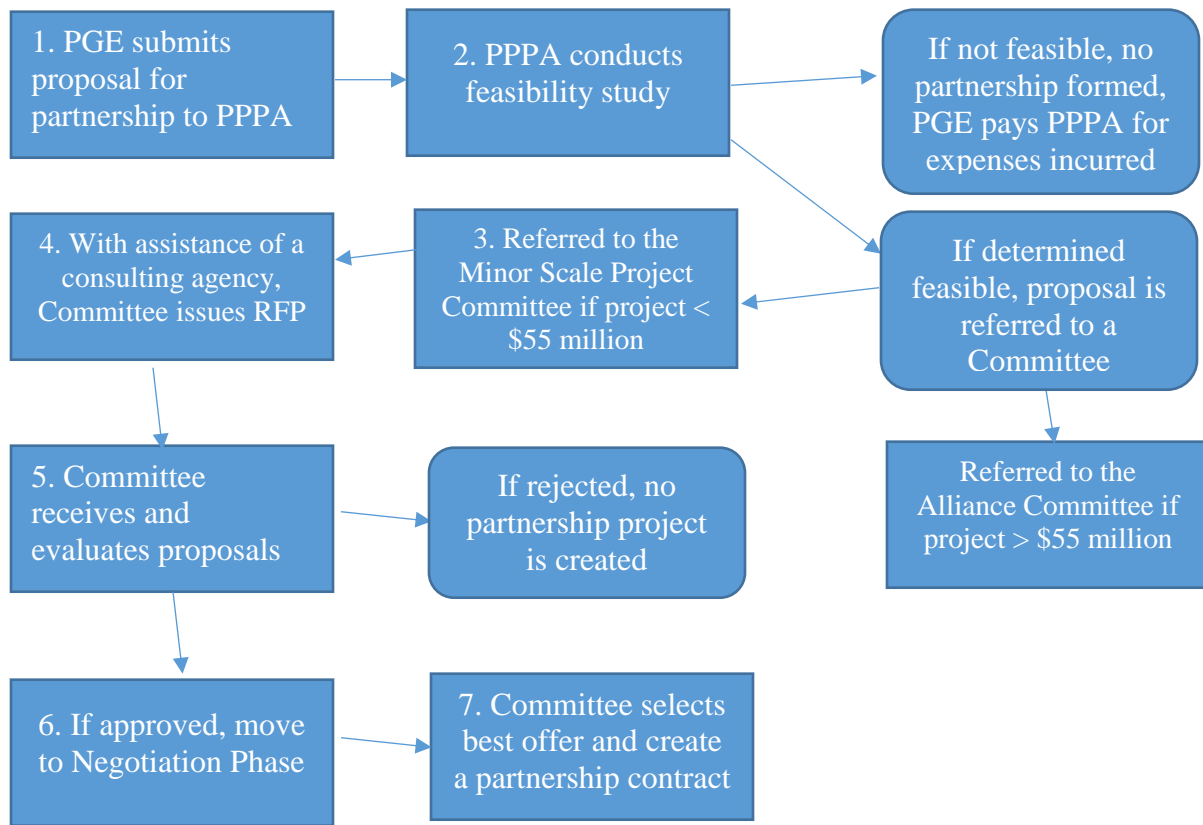 1. PGE submits
proposal for
partnership to PPPA
2. PPPA conducts
feasibility study
If not feasible, no
partnership formed,
PGE pays PPPA for
expenses incurred
4. With assistance of a
consulting agency,
Committee issues RFP
3. Referred to the
Minor Scale Project
Committee if project <
$55 million
If determined
feasible, proposal is
referred to a
Committee
5. Committee
receives and
evaluates proposals
If rejected, no
partnership project
is created
Referred to the
Alliance Committee if
project > $55 million
6. If approved, move
to Negotiation Phase
7. Committee selects
best offer and create
a partnership contract